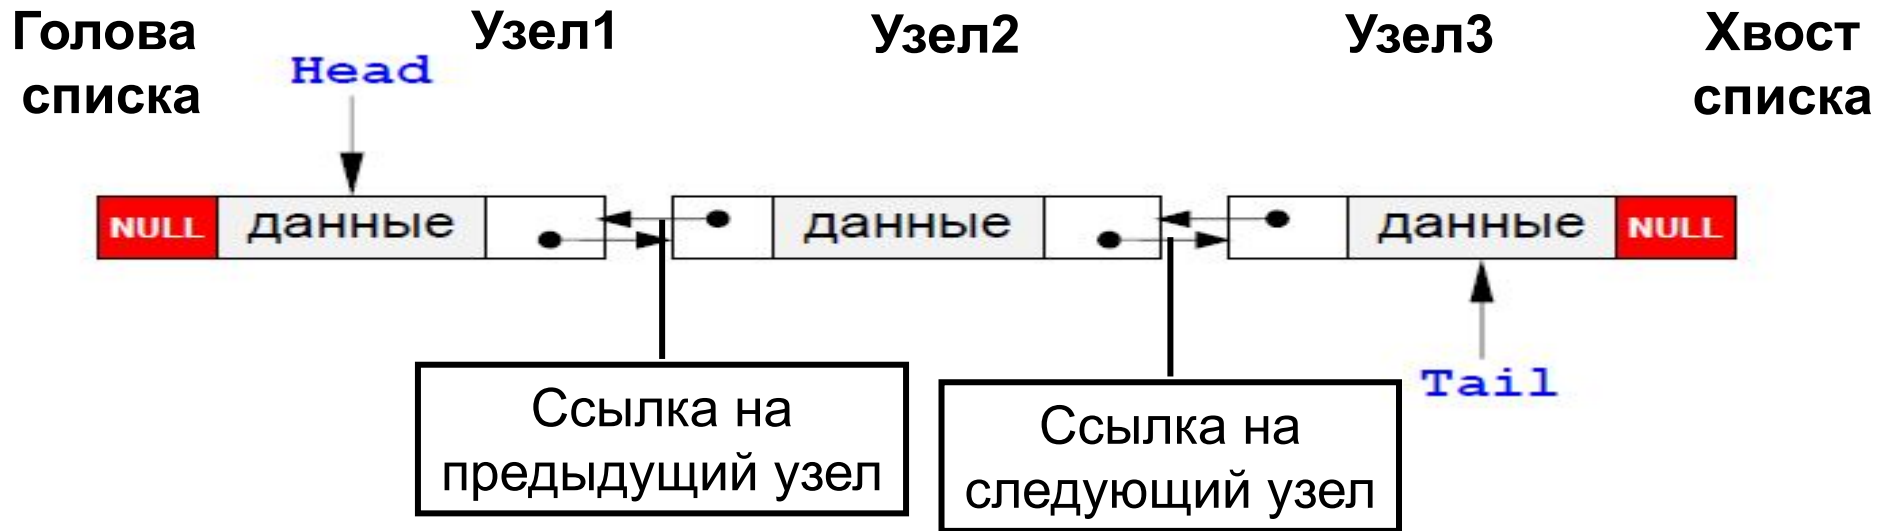 Голова
списка
Head
Узел1
Узел2
Узел3
Хвост
списка
NULL
данные
данные
данные
NULL
Tail
Ссылка на
предыдущий узел
Ссылка на
следующий узел